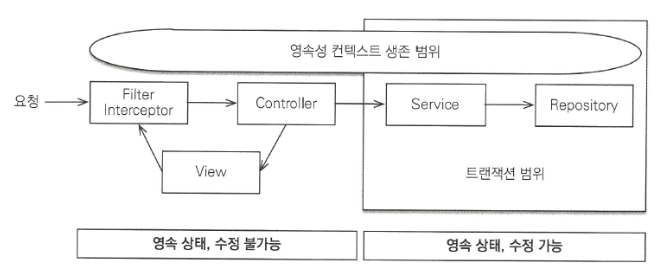 영속성 컨텍스트 생존 범위
요청
Filter
Interceptor
Controller
Service
Repository
View
트랜잭션 범위
영속 상태, 수정 불가능
영속 상태, 수정 가능